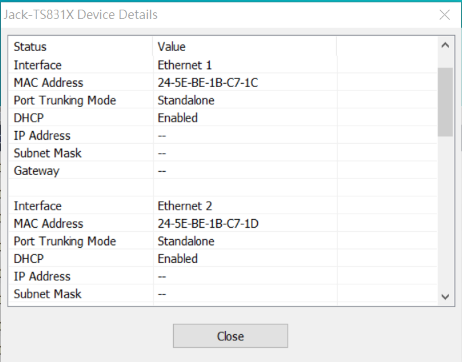 Jack-TS831X Device Details
Status Value
Interface Ethernet 1
MAC Address 24-5E-BE-1B-C7-1C
Port Trunking Mode Standalone
DHCP Enabled
IP Address --
Subnet Mask --
Gateway --
Interface Ethernet 2
MAC Address 24-5E-BE-1B-C7-1D
Port Trunking Mode Standalone
DHCP Enabled
IP Address --
Subnet Mask --
Close